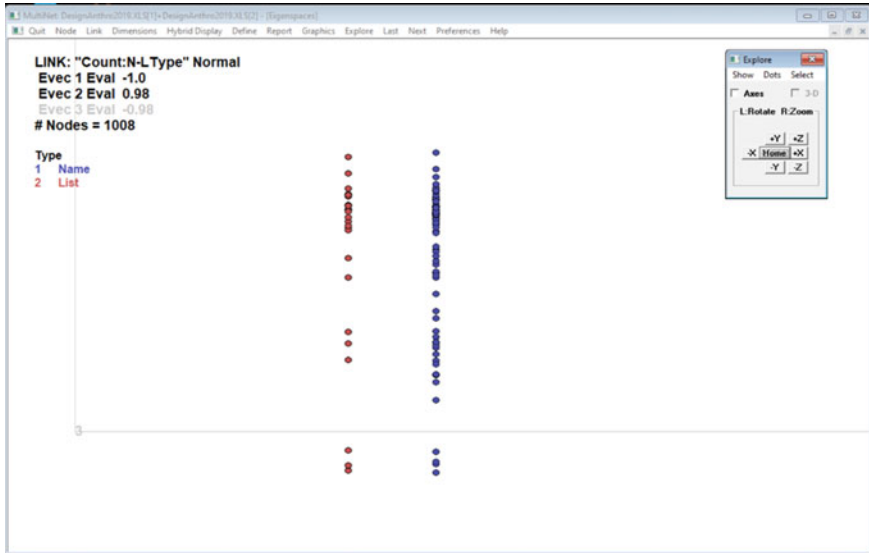 MultiNet: DesignAnthro2019.XLS[1]+DesignAnthro2019.XLS[2] - [Eigenspaces]
Quit Node Link Dimensions Hybrid Display Define Report Graphics Explore Last Next Preferences Help
LINK: "Count:N-LType" Normal
Evec 1 Eval -1.0
Evec 2 Eval 0.98
Evec 3 Eval -0.98
# Nodes = 1008
Type
1 Name
2 List
3
Explore
Show Dots Select
Axes 3-D
L:Rotate R:Zoom
+Y +Z
-X Home +X
-Y -Z